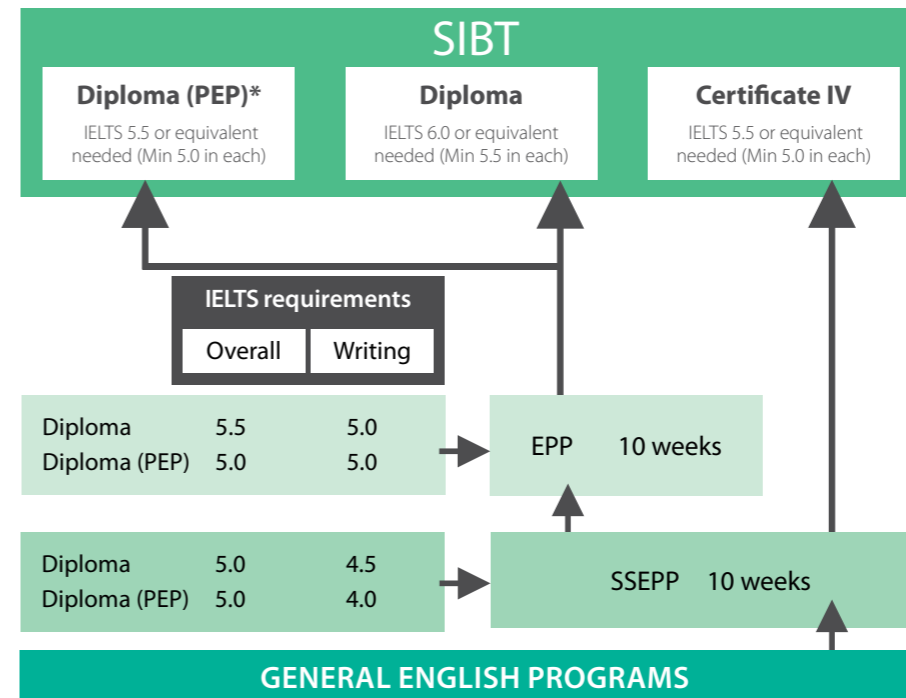 SIBT
Diploma (PEP)*
IELTS 5.5 or equivalent
needed (Min 5.0 in each)
Diploma
IELTS 6.0 or equivalent
needed (Min 5.5 in each)
Certificate IV
IELTS 5.5 or equivalent
needed (Min 5.0 in each)
IELTS requirements
Overall Writing
Diploma 5.5 5.0
Diploma (PEP) 5.0 5.0
EPP 10 weeks
Diploma 5.0 4.5
Diploma (PEP) 5.0 4.0
SSEPP 10 weeks
GENERAL ENGLISH PROGRAMS